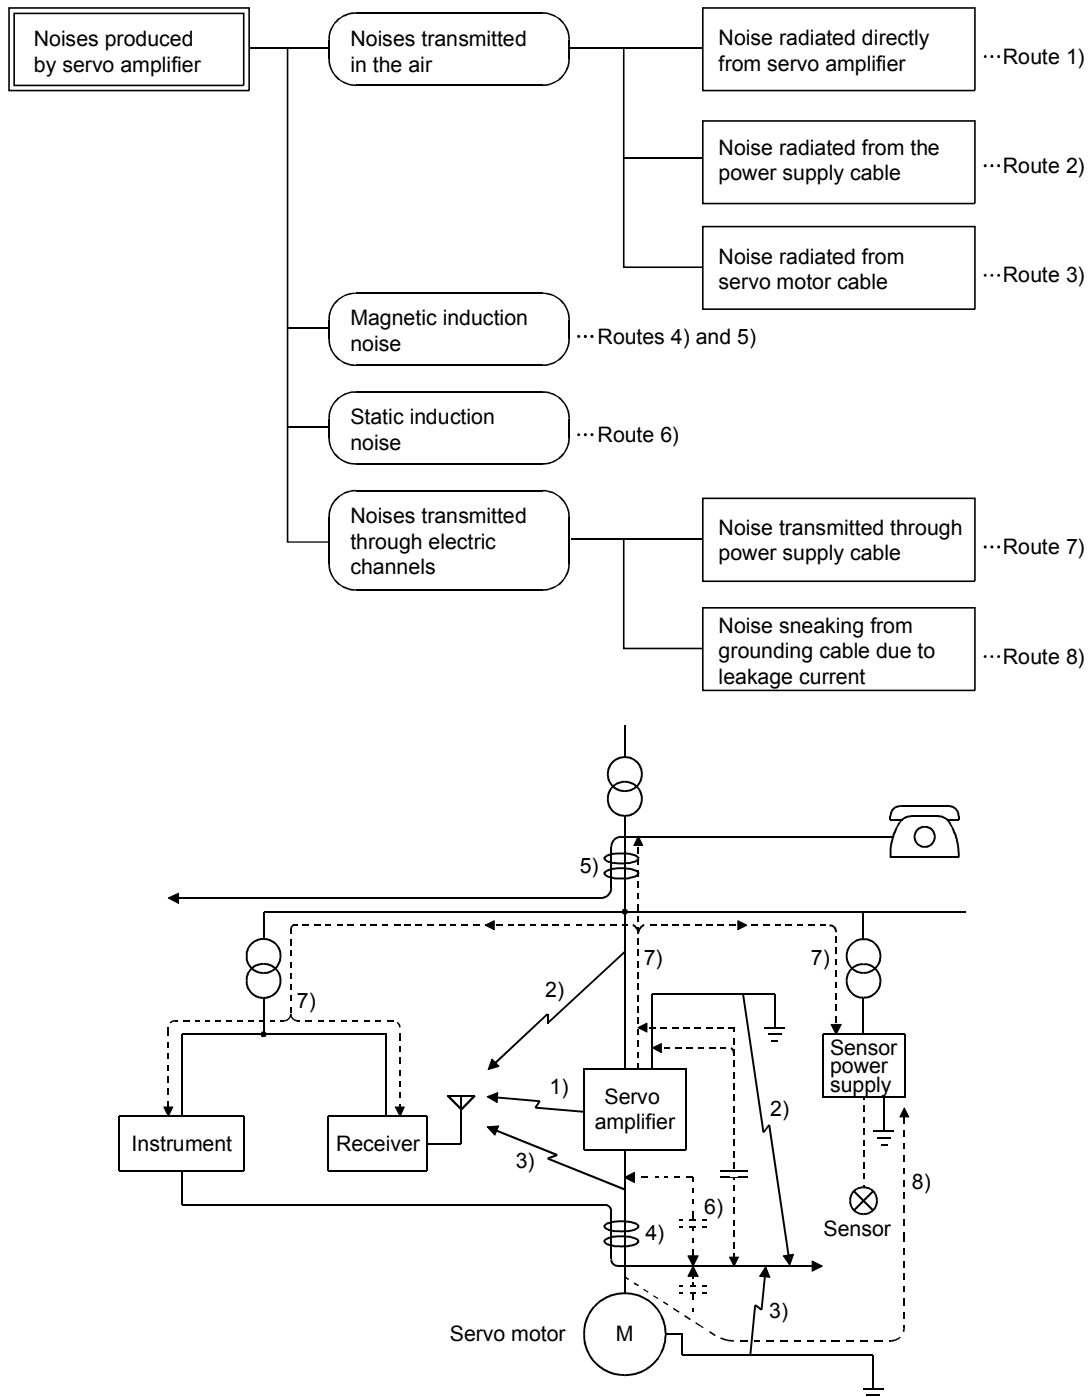 Noises produced
by servo amplifier
Noises transmitted
in the air
Noise radiated directly
from servo amplifier
…Route 1)
Noise radiated from the
power supply cable
…Route 2)
Noise radiated from
servo motor cable
…Route 3)
Magnetic induction
noise
…Routes 4) and 5)
Static induction
noise
…Route 6)
Noises transmitted
through electric
channels
Noise transmitted through
power supply cable
…Route 7)
Noise sneaking from
grounding cable due to
leakage current
…Route 8)
5)
7)
7)
2)
7)
Sensor
power
supply
1)
Servo
amplifier
2)
Instrument
Receiver
3)
8)
6)
Sensor
4)
3)
Servo motor
M